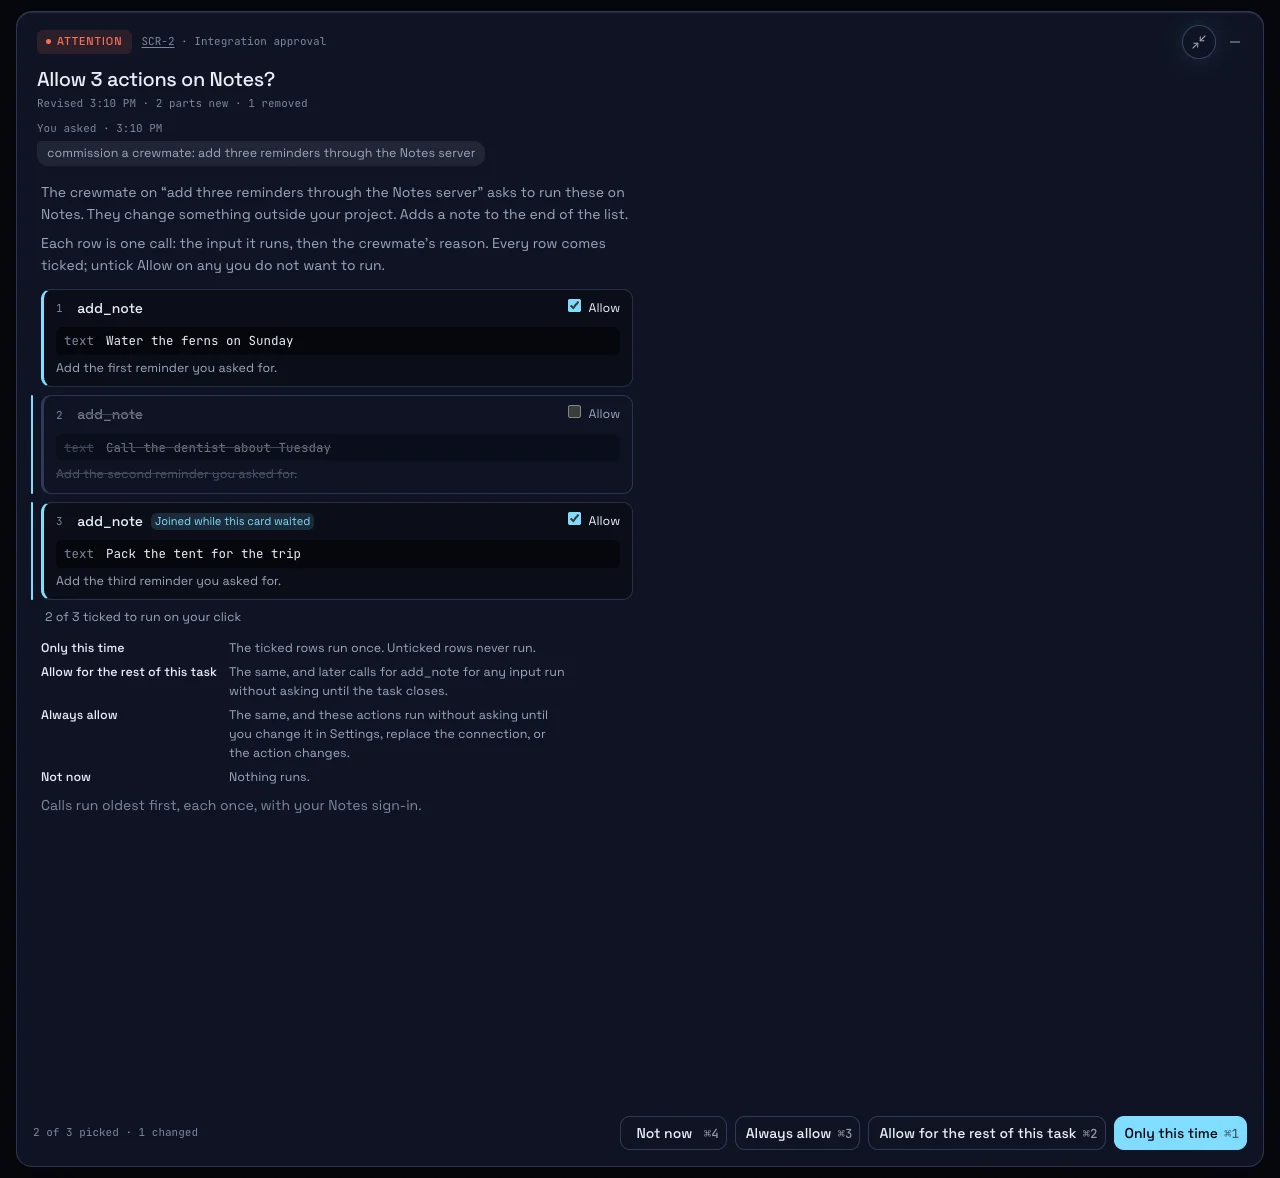 ATTENTION SCR-2 · Integration approval
Allow 3 actions on Notes?
Revised 3:10 PM · 2 parts new · 1 removed
You asked · 3:10 PM
commission a crewmate: add three reminders through the Notes server
The crewmate on “add three reminders through the Notes server” asks to run these on
Notes. They change something outside your project. Adds a note to the end of the list.
Each row is one call: the input it runs, then the crewmate’s reason. Every row comes
ticked; untick Allow on any you do not want to run.
1 add_note Allow
text Water the ferns on Sunday
Add the first reminder you asked for.
2 add_note Allow
text Call the dentist about Tuesday
Add the second reminder you asked for.
3 add_note Joined while this card waited Allow
text Pack the tent for the trip
Add the third reminder you asked for.
2 of 3 ticked to run on your click
Only this time The ticked rows run once. Unticked rows never run.
Allow for the rest of this task The same, and later calls for add_note for any input run
without asking until the task closes.
Always allow The same, and these actions run without asking until
you change it in Settings, replace the connection, or
the action changes.
Not now Nothing runs.
Calls run oldest first, each once, with your Notes sign-in.
2 of 3 picked · 1 changed Not now ⌘4 Always allow ⌘3 Allow for the rest of this task ⌘2 Only this time ⌘1